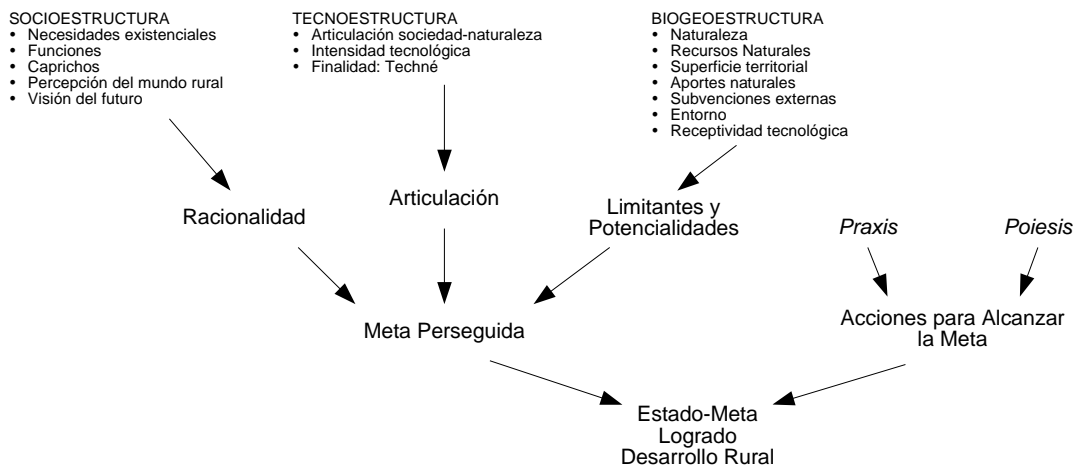 SOCIOESTRUCTURA
• Necesidades existenciales
• Funciones
• Caprichos
• Percepción del mundo rural
• Visión del futuro
TECNOESTRUCTURA
• Articulación sociedad-naturaleza
• Intensidad tecnológica
• Finalidad: Techné
BIOGEOESTRUCTURA
• Naturaleza
• Recursos Naturales
• Superficie territorial
• Aportes naturales
• Subvenciones externas
• Entorno
• Receptividad tecnológica
Racionalidad
Articulación
Limitantes y
Potencialidades
Praxis
Poiesis
Meta Perseguida
Acciones para Alcanzar
la Meta
Estado-Meta
Logrado
Desarrollo Rural